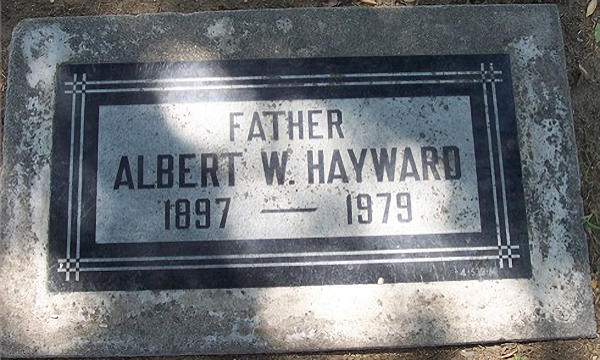 FATHER
ALBERT W. HAYWARD
1897 — 1979